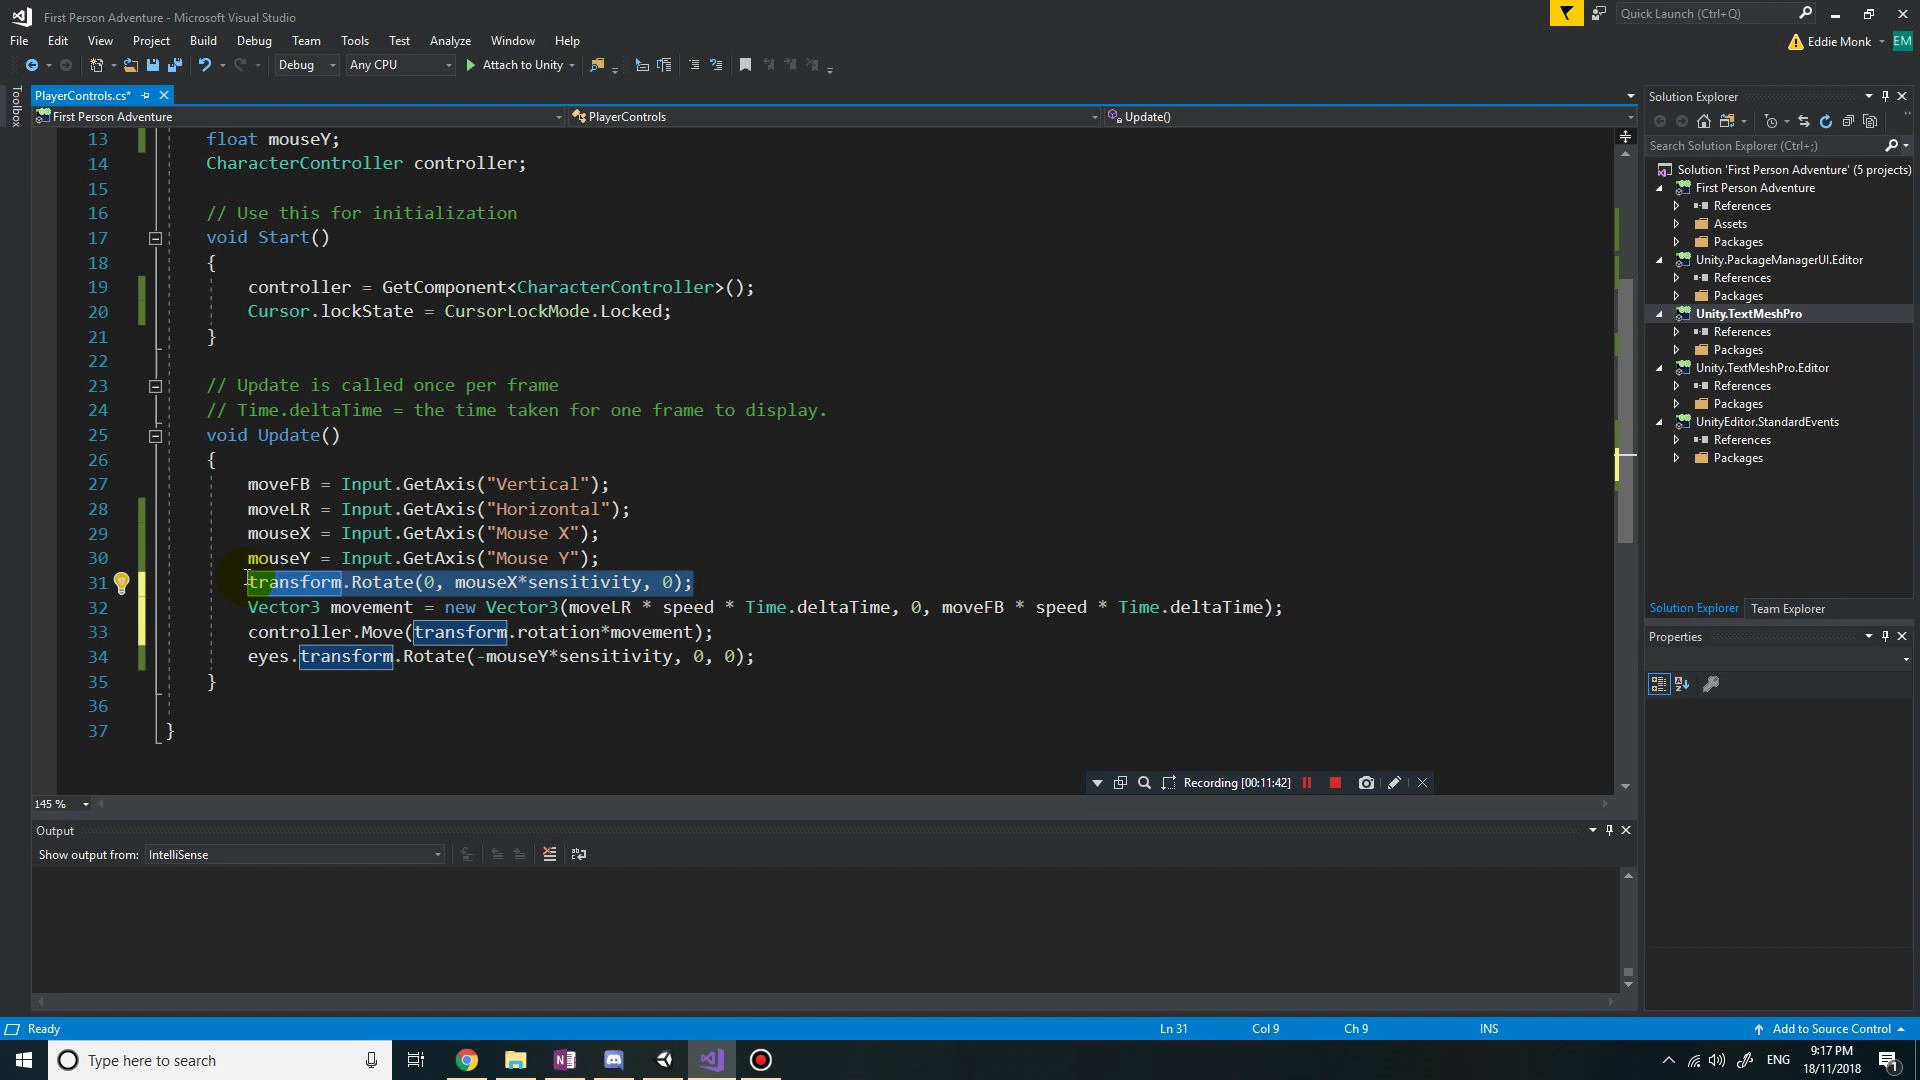 First Person Adventure - Microsoft Visual Studio
Quick Launch (Ctrl+Q)
File Edit View Project Build Debug Team Tools Test Analyze Window Help
Eddie Monk EM
Debug Any CPU Attach to Unity
Toolbox
PlayerControls.cs*
First Person Adventure PlayerControls Update()
13 float mouseY;
14 CharacterController controller;
15
16 // Use this for initialization
17 void Start()
18 {
19 controller = GetComponent<CharacterController>();
20 Cursor.lockState = CursorLockMode.Locked;
21 }
22
23 // Update is called once per frame
24 // Time.deltaTime = the time taken for one frame to display.
25 void Update()
26 {
27 moveFB = Input.GetAxis("Vertical");
28 moveLR = Input.GetAxis("Horizontal");
29 mouseX = Input.GetAxis("Mouse X");
30 mouseY = Input.GetAxis("Mouse Y");
31 transform.Rotate(0, mouseX*sensitivity, 0);
32 Vector3 movement = new Vector3(moveLR * speed * Time.deltaTime, 0, moveFB * speed * Time.deltaTime);
33 controller.Move(transform.rotation*movement);
34 eyes.transform.Rotate(-mouseY*sensitivity, 0, 0);
35 }
36
37 }
Recording [00:11:42]
145 %
Output
Show output from: IntelliSense
Solution Explorer
Search Solution Explorer (Ctrl+;)
Solution 'First Person Adventure' (5 projects)
First Person Adventure
References
Assets
Packages
Unity.PackageManagerUI.Editor
References
Packages
Unity.TextMeshPro
References
Packages
Unity.TextMeshPro.Editor
References
Packages
UnityEditor.StandardEvents
References
Packages
Solution Explorer Team Explorer
Properties
Ready Ln 31 Col 9 Ch 9 INS Add to Source Control
Type here to search
ENG
9:17 PM
18/11/2018
1